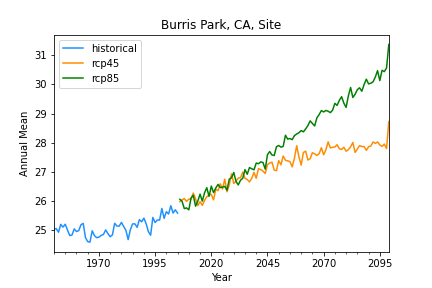 Burris Park, CA, Site
historical
rcp45
rcp85
Annual Mean
31
30
29
28
27
26
25
1970
1995
2020
2045
2070
2095
Year